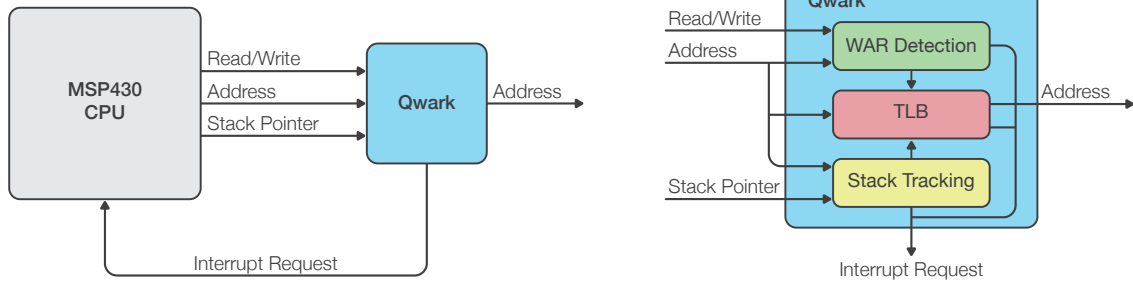 MSP430
CPU
Read/Write
Address
Stack Pointer
Qwark
Address
Interrupt Request
Qwark
Read/Write
Address
Stack Pointer
WAR Detection
TLB
Stack Tracking
Address
Interrupt Request